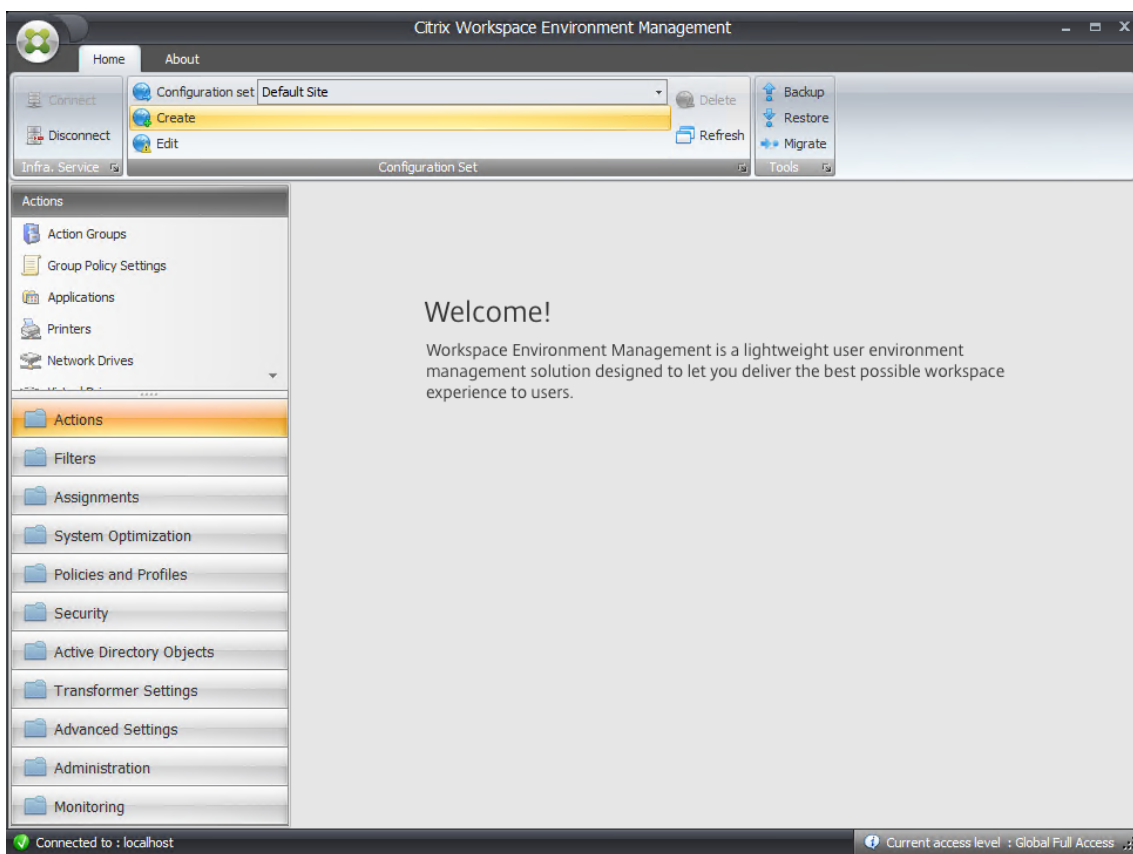 Citrix Workspace Environment Management
Home
About
Connect
Disconnect
Infra. Service
Configuration set
Default Site
Create
Edit
Delete
Refresh
Configuration Set
Backup
Restore
Migrate
Tools
Actions
Action Groups
Group Policy Settings
Applications
Printers
Network Drives
Actions
Filters
Assignments
System Optimization
Policies and Profiles
Security
Active Directory Objects
Transformer Settings
Advanced Settings
Administration
Monitoring
Welcome!
Workspace Environment Management is a lightweight user environment
management solution designed to let you deliver the best possible workspace
experience to users.
Connected to : localhost
Current access level : Global Full Access